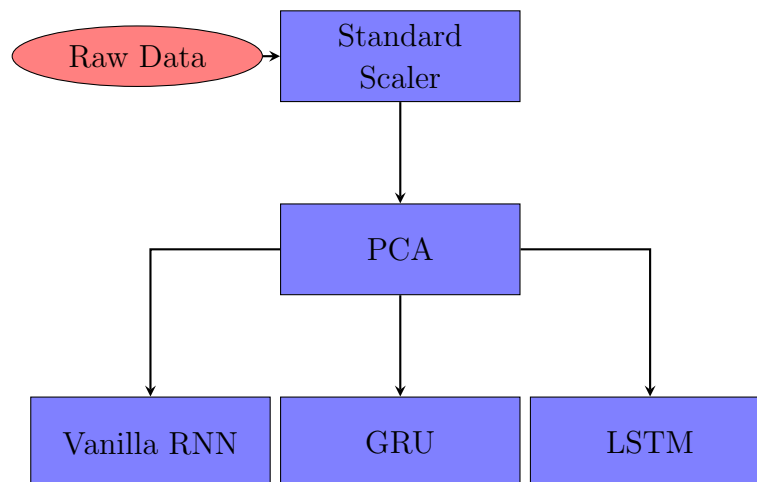 Raw Data
Standard
Scaler
PCA
Vanilla RNN
GRU
LSTM